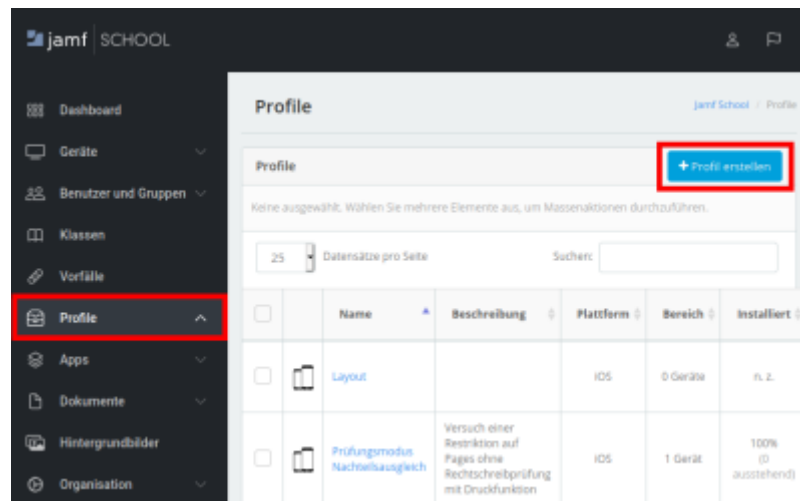 jamf SCHOOL
Dashboard
Geräte
Benutzer und Gruppen
Klassen
Vorfälle
Profile
Apps
Dokumente
Hintergrundbilder
Organisation
Profile
Jamf School / Profile
Profile
+ Profil erstellen
Keine ausgewählt. Wählen Sie mehrere Elemente aus, um Massenaktionen durchzuführen.
25 Datensätze pro Seite
Suchen:
Name Beschreibung Plattform Bereich Installiert
Layout iOS 0 Geräte n. z.
Prüfungsmodus
Nachteilsausgleich
Versuch einer
Restriktion auf
Pages ohne
Rechtschreibprüfung
mit Druckfunktion
iOS
1 Gerät
100%
(0
ausstehend)